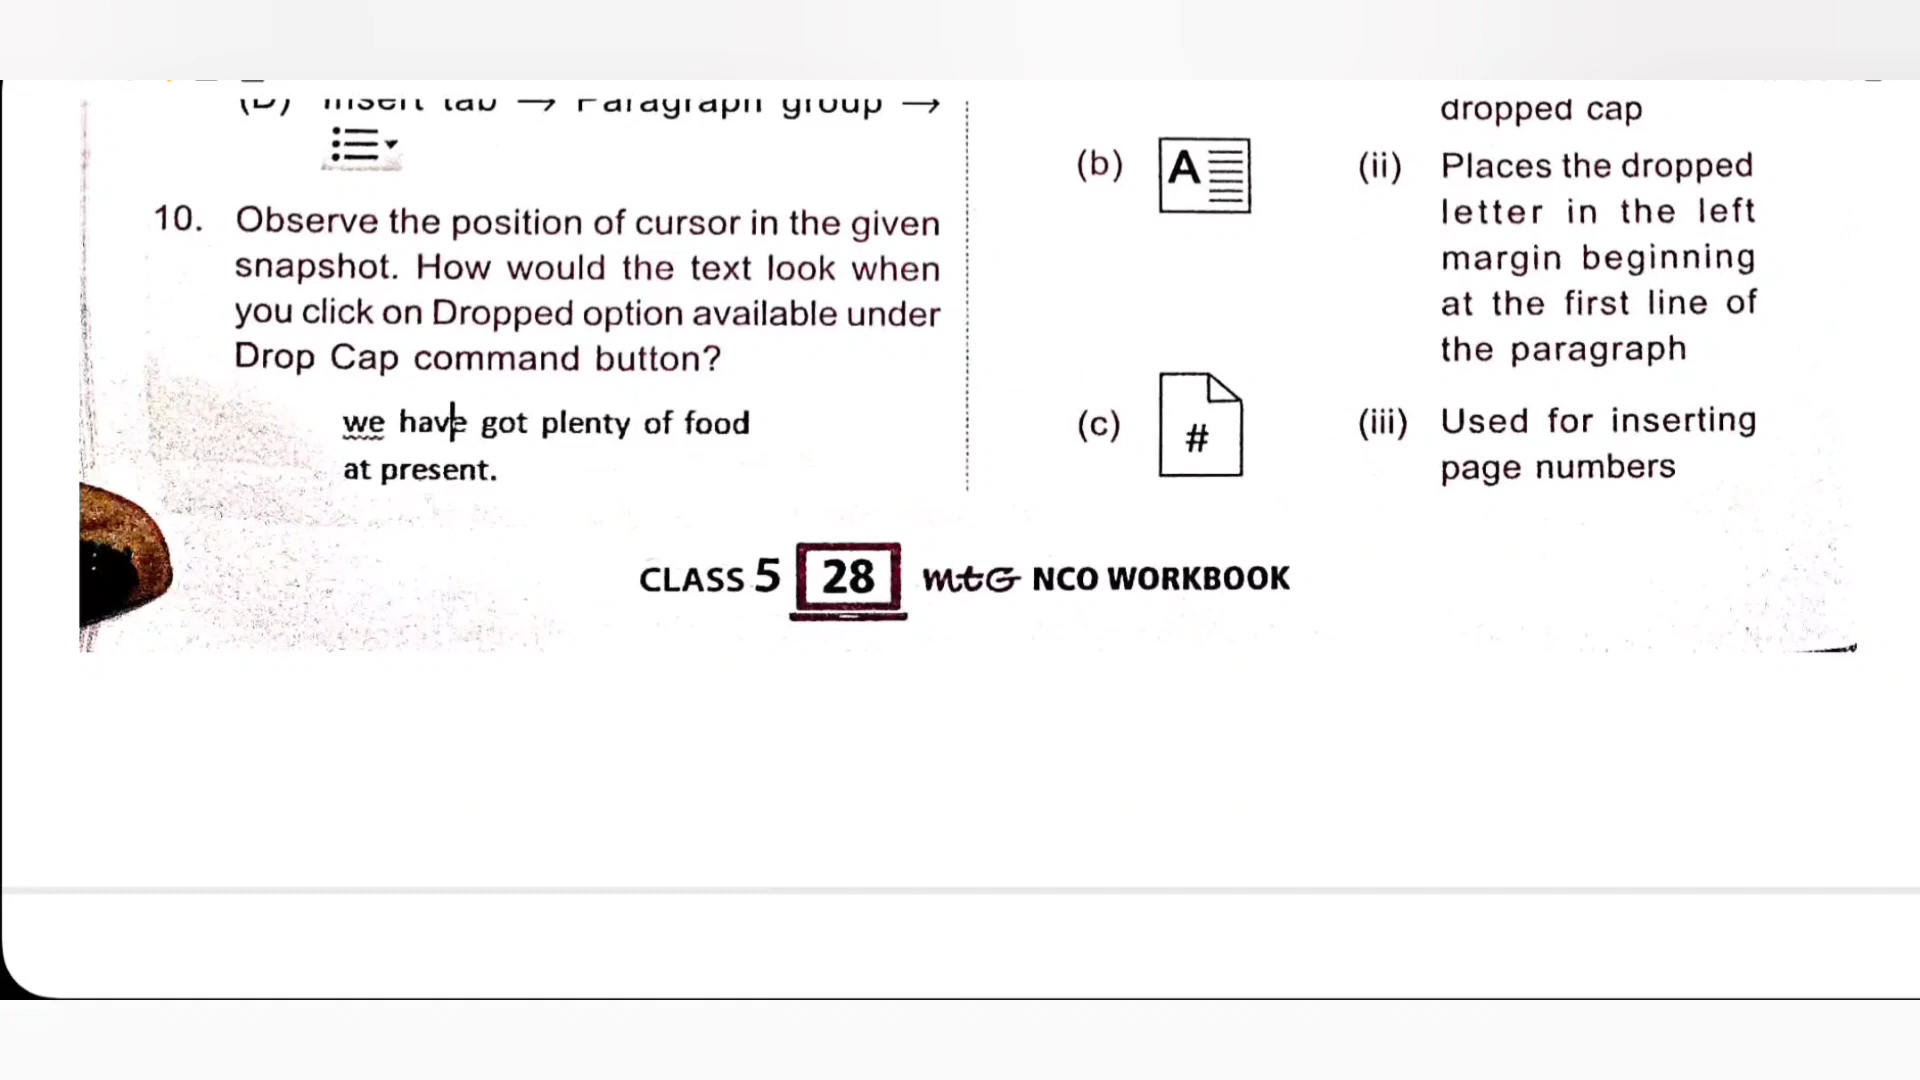 (D) Insert tab → Paragraph group →
10. Observe the position of cursor in the given
snapshot. How would the text look when
you click on Dropped option available under
Drop Cap command button?
we have got plenty of food
at present.
dropped cap
(b) A (ii) Places the dropped
letter in the left
margin beginning
at the first line of
the paragraph
(c) # (iii) Used for inserting
page numbers
CLASS 5 28 mtG NCO WORKBOOK